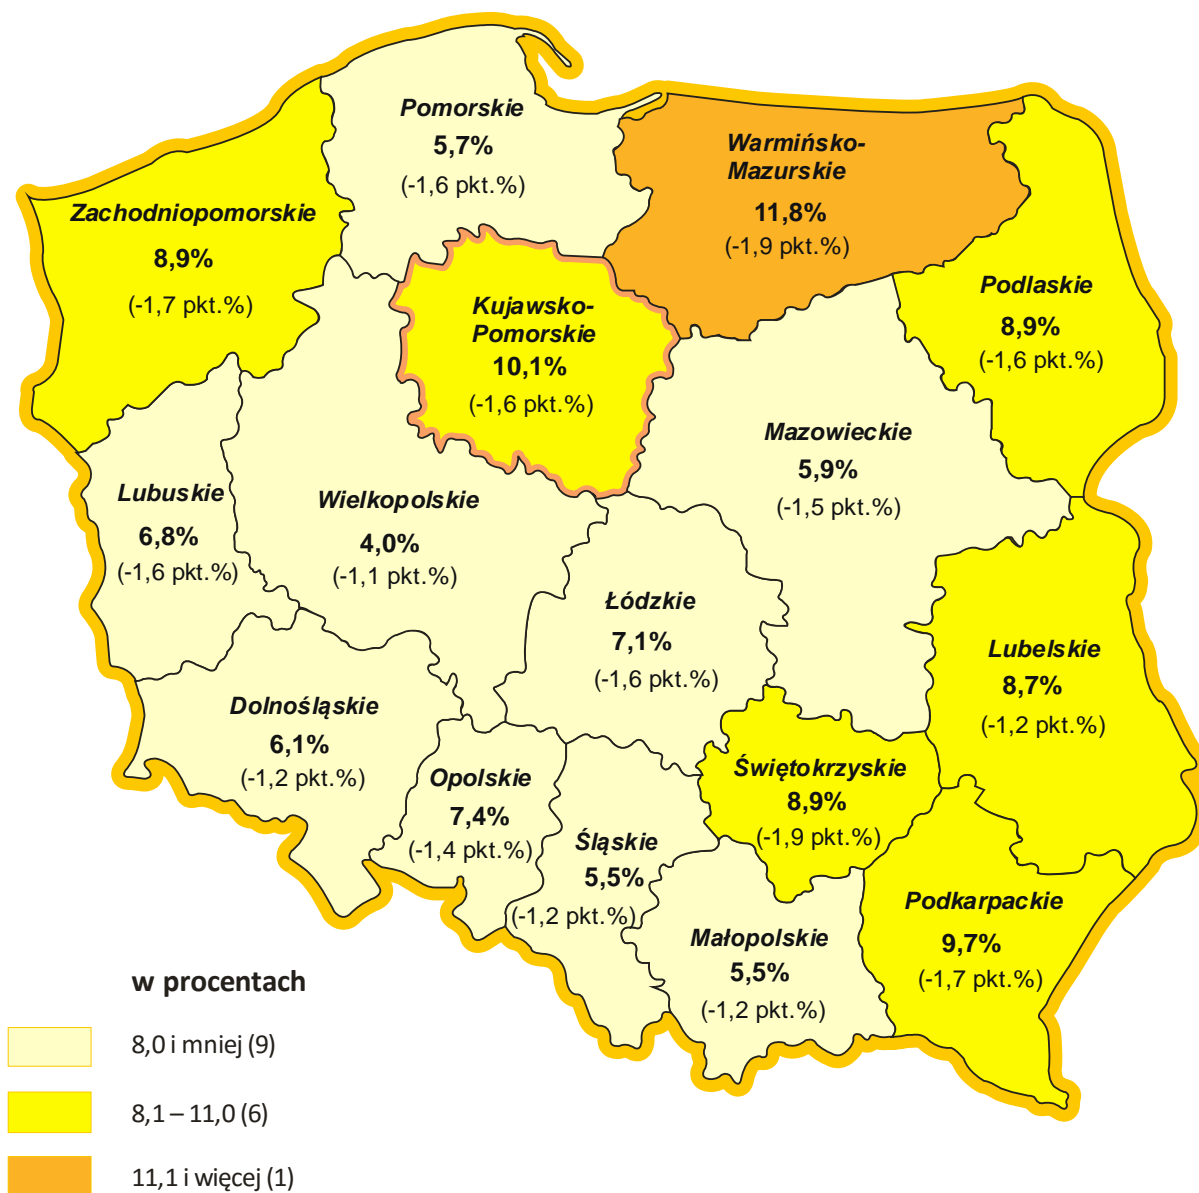 Pomorskie
5,7%
(-1,6 pkt.%)
Warmińsko-
Mazurskie
11,8%
(-1,9 pkt.%)
Zachodniopomorskie
8,9%
(-1,7 pkt.%)
Kujawsko-
Pomorskie
10,1%
(-1,6 pkt.%)
Podlaskie
8,9%
(-1,6 pkt.%)
Mazowieckie
5,9%
(-1,5 pkt.%)
Lubuskie
6,8%
(-1,6 pkt.%)
Wielkopolskie
4,0%
(-1,1 pkt.%)
Łódzkie
7,1%
(-1,6 pkt.%)
Lubelskie
8,7%
(-1,2 pkt.%)
Dolnośląskie
6,1%
(-1,2 pkt.%)
Opolskie
7,4%
(-1,4 pkt.%)
Śląskie
5,5%
(-1,2 pkt.%)
Świętokrzyskie
8,9%
(-1,9 pkt.%)
Małopolskie
5,5%
(-1,2 pkt.%)
Podkarpackie
9,7%
(-1,7 pkt.%)
w procentach
8,0 i mniej (9)
8,1 – 11,0 (6)
11,1 i więcej (1)